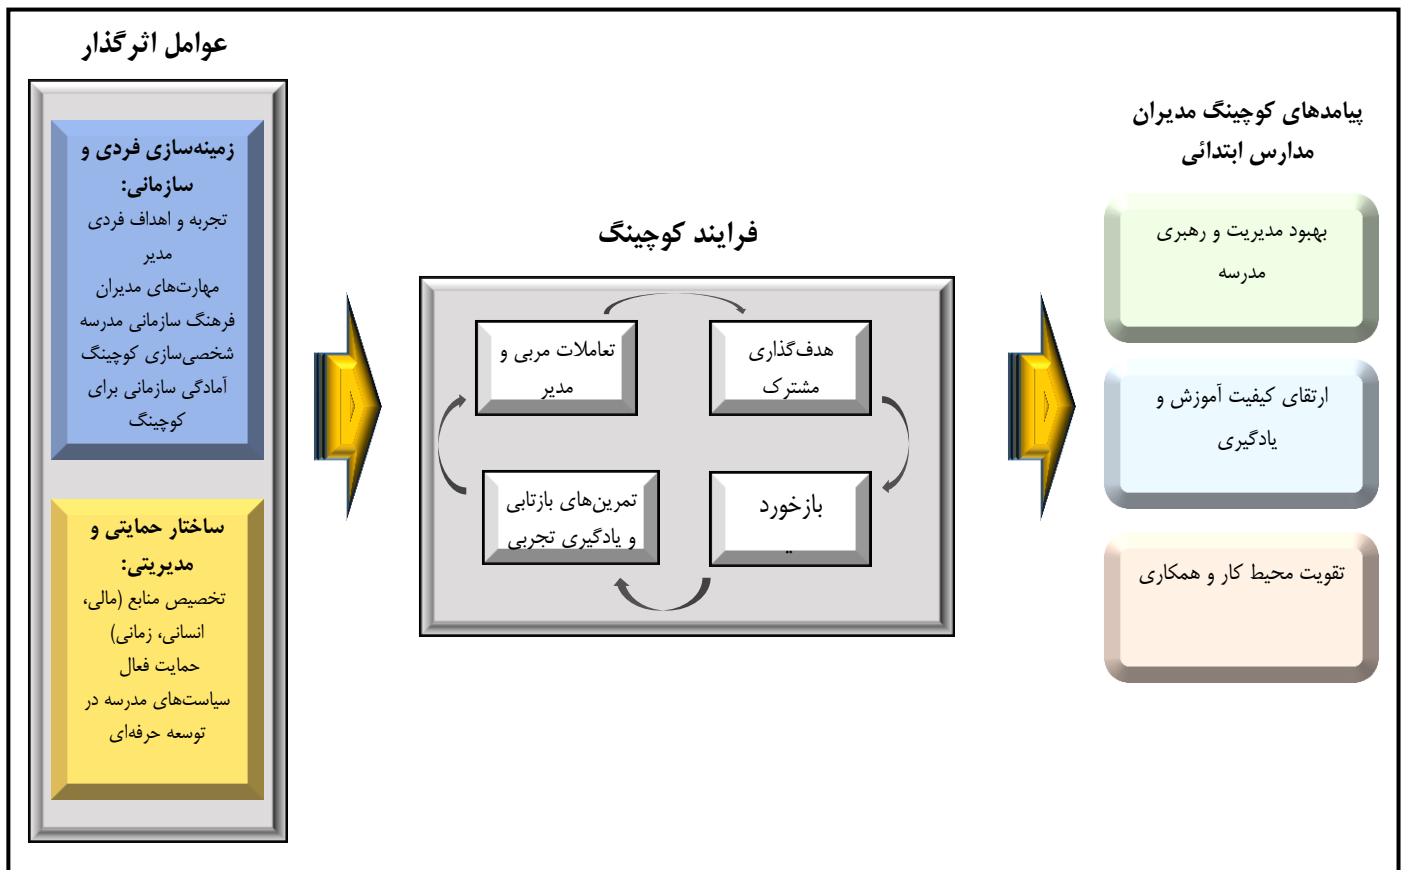 عوامل اثرگذار
زمینه‌سازی فردی و
سازمانی:
تجربه و اهداف فردی
مدیر
مهارت‌های مدیران
فرهنگ سازمانی مدرسه
شخصی‌سازی کوچینگ
آمادگی سازمانی برای
کوچینگ
ساختار حمایتی و
مدیریتی:
تخصیص منابع (مالی،
انسانی، زمانی)
حمایت فعال
سیاست‌های مدرسه در
توسعه حرفه‌ای
فرایند کوچینگ
تعاملات مربی و
مدیر
هدف‌گذاری
مشترک
بازخورد
تمرین‌های بازتابی
و یادگیری تجربی
پیامدهای کوچینگ مدیران
مدارس ابتدائی
بهبود مدیریت و رهبری
مدرسه
ارتقای کیفیت آموزش و
یادگیری
تقویت محیط کار و همکاری